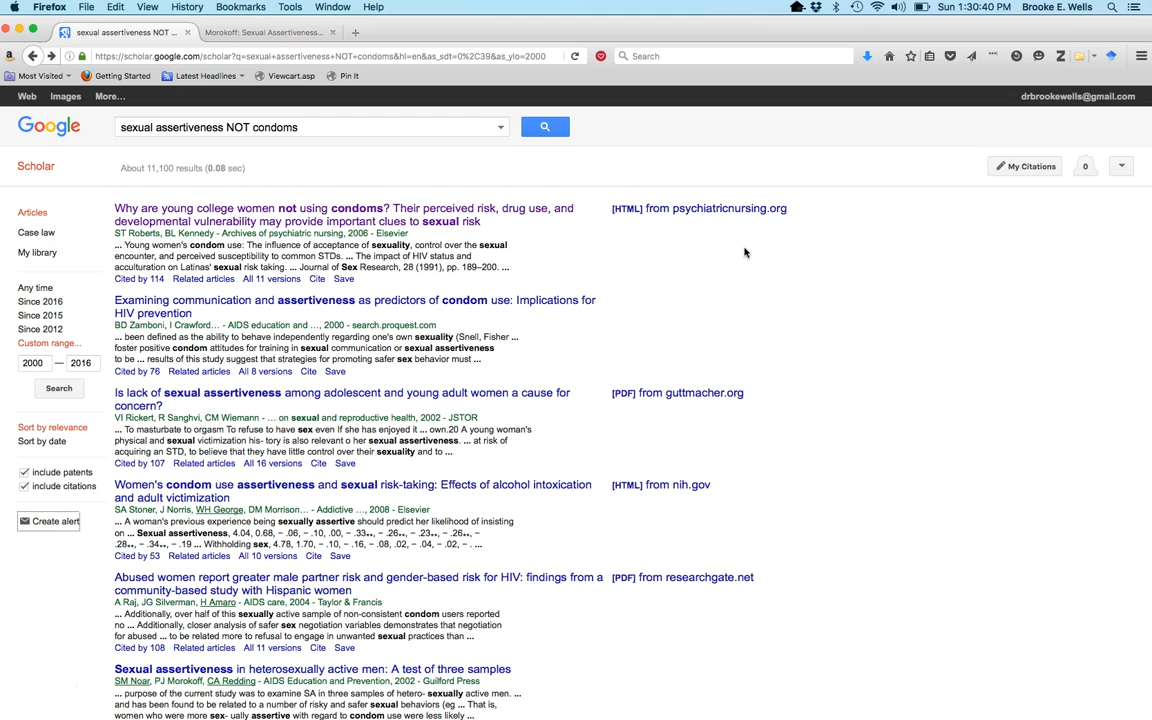 Firefox File Edit View History Bookmarks Tools Window Help Sun 1:30:40 PM Brooke E. Wells
sexual assertiveness NOT ... × Morokoff: Sexual Assertiveness... × +
https://scholar.google.com/scholar?q=sexual+assertiveness+NOT+condoms&hl=en&as_sdt=0%2C39&as_ylo=2000 Search
Most Visited Getting Started Latest Headlines Viewcart.asp Pin It
Web Images More... drbrookewells@gmail.com
Google sexual assertiveness NOT condoms
Scholar About 11,100 results (0.08 sec) My Citations 0
Articles
Case law
My library
Any time
Since 2016
Since 2015
Since 2012
Custom range...
2000 — 2016
Search
Sort by relevance
Sort by date
include patents
include citations
Create alert
Why are young college women not using condoms? Their perceived risk, drug use, and [HTML] from psychiatricnursing.org
developmental vulnerability may provide important clues to sexual risk
ST Roberts, BL Kennedy - Archives of psychiatric nursing, 2006 - Elsevier
... Young women's condom use: The influence of acceptance of sexuality, control over the sexual
encounter, and perceived susceptibility to common STDs. ... The impact of HIV status and
acculturation on Latinas' sexual risk taking. ... Journal of Sex Research, 28 (1991), pp. 189–200. ...
Cited by 114 Related articles All 11 versions Cite Save
Examining communication and assertiveness as predictors of condom use: Implications for
HIV prevention
BD Zamboni, I Crawford... - AIDS education and ..., 2000 - search.proquest.com
... been defined as the ability to behave independently regarding one's own sexuality (Snell, Fisher ...
foster positive condom attitudes for training in sexual communication or sexual assertiveness
to be ... results of this study suggest that strategies for promoting safer sex behavior must ...
Cited by 76 Related articles All 8 versions Cite Save
Is lack of sexual assertiveness among adolescent and young adult women a cause for [PDF] from guttmacher.org
concern?
VI Rickert, R Sanghvi, CM Wiemann - ... on sexual and reproductive health, 2002 - JSTOR
... To masturbate to orgasm To refuse to have sex even If she has enjoyed it ... own.20 A young woman's
physical and sexual victimization his- tory is also relevant o her sexual assertiveness. ... at risk of
acquiring an STD, to believe that they have little control over their sexuality and to ...
Cited by 107 Related articles All 16 versions Cite Save
Women's condom use assertiveness and sexual risk-taking: Effects of alcohol intoxication [HTML] from nih.gov
and adult victimization
SA Stoner, J Norris, WH George, DM Morrison... - Addictive ..., 2008 - Elsevier
... A woman's previous experience being sexually assertive should predict her likelihood of insisting
on ... Sexual assertiveness, 4.04, 0.68, − .06, − .10, .00, − .33⁎⁎, − .26⁎⁎, − .23⁎⁎, − .26⁎⁎, −
.28⁎⁎, − .34⁎⁎, − .19 ... Withholding sex, 4.78, 1.70, − .10, − .16, − .08, .02, − .04, − .02, − . ...
Cited by 53 Related articles All 10 versions Cite Save
Abused women report greater male partner risk and gender-based risk for HIV: findings from a [PDF] from researchgate.net
community-based study with Hispanic women
A Raj, JG Silverman, H Amaro - AIDS care, 2004 - Taylor & Francis
... Additionally, over half of this sexually active sample of non-consistent condom users reported
no ... Additionally, closer analysis of safer sex negotiation variables demonstrates that negotiation
for abused ... to be related more to refusal to engage in unwanted sexual practices than ...
Cited by 108 Related articles All 11 versions Cite Save
Sexual assertiveness in heterosexually active men: A test of three samples
SM Noar, PJ Morokoff, CA Redding - AIDS Education and Prevention, 2002 - Guilford Press
... purpose of the current study was to examine SA in three samples of hetero- sexually active men. ...
and has been found to be related to a number of risky and safer sexual behaviors (eg ... That is,
women who were more sex- ually assertive with regard to condom use were less likely ...